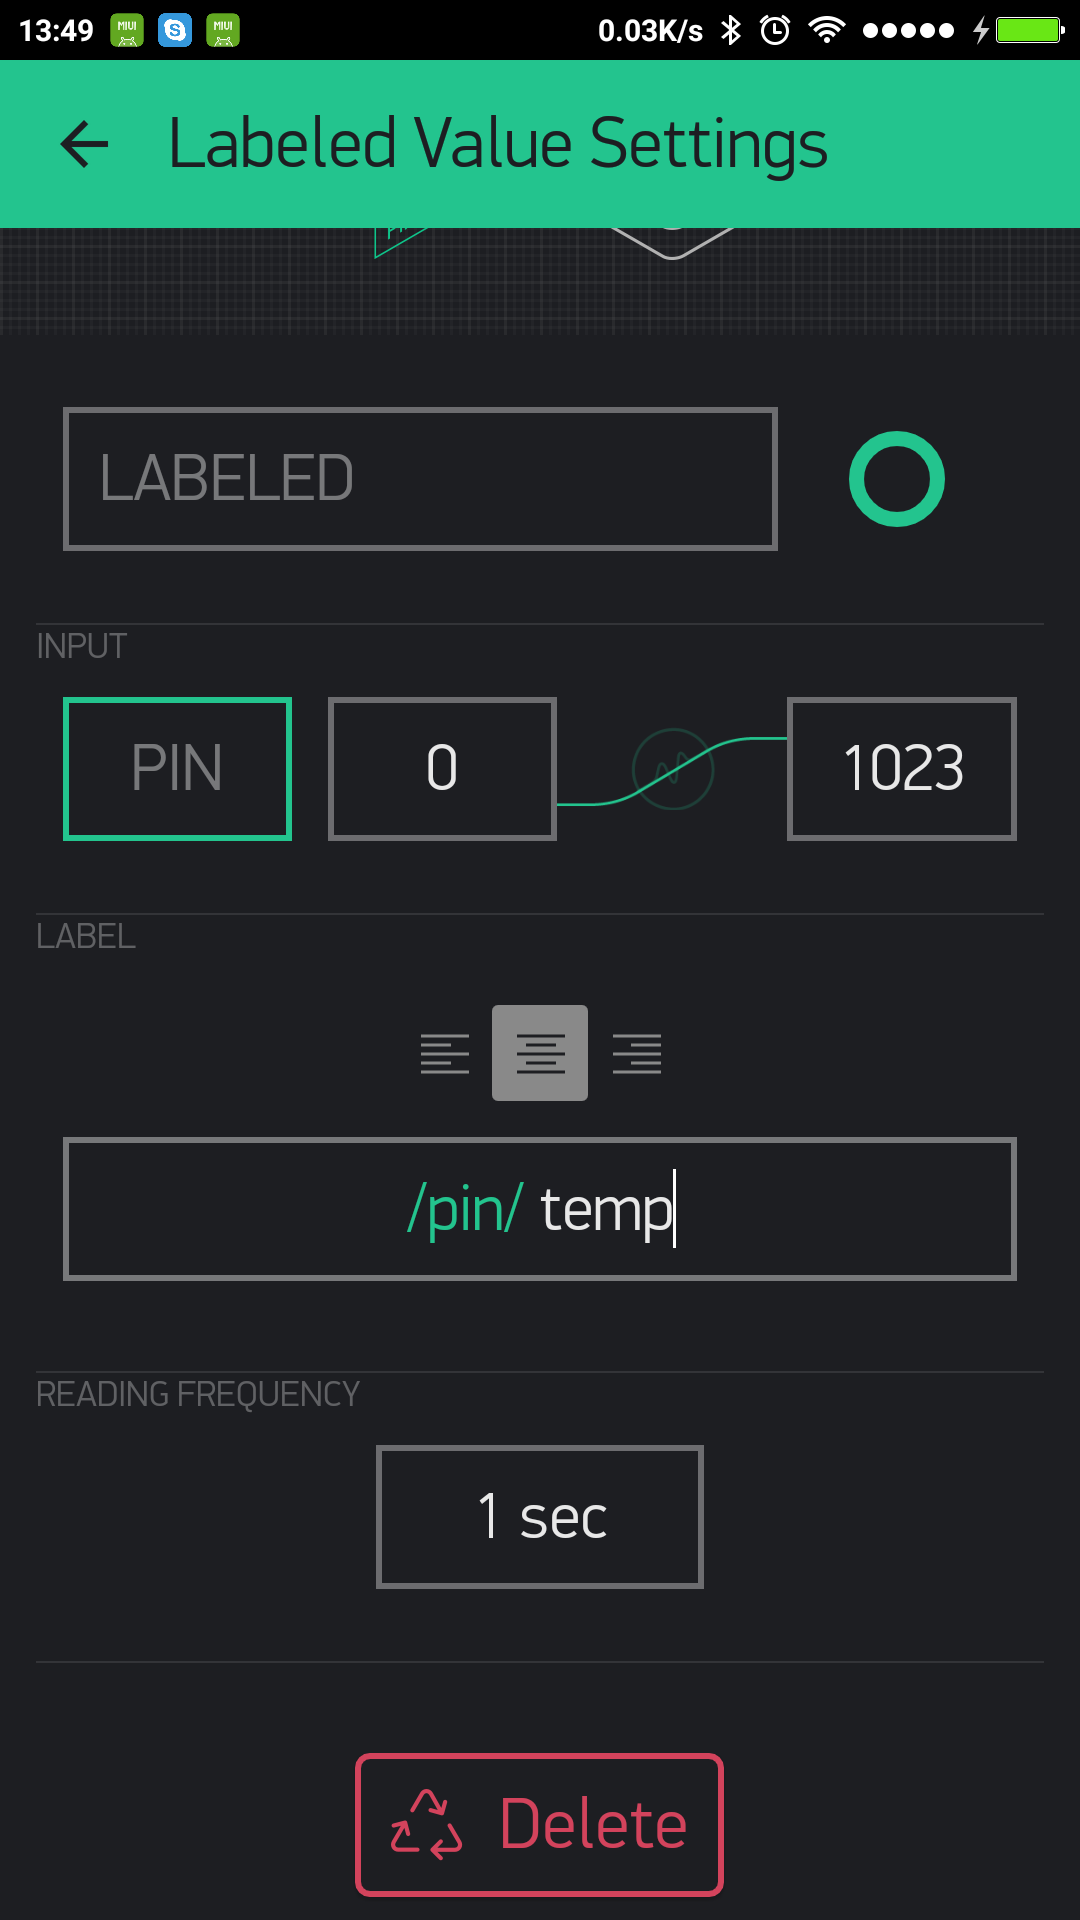 13:49 MIUI S MIUI 0.03K/s
Labeled Value Settings
LABELED
INPUT
PIN 0 1023
LABEL
/pin/ temp
READING FREQUENCY
1 sec
Delete